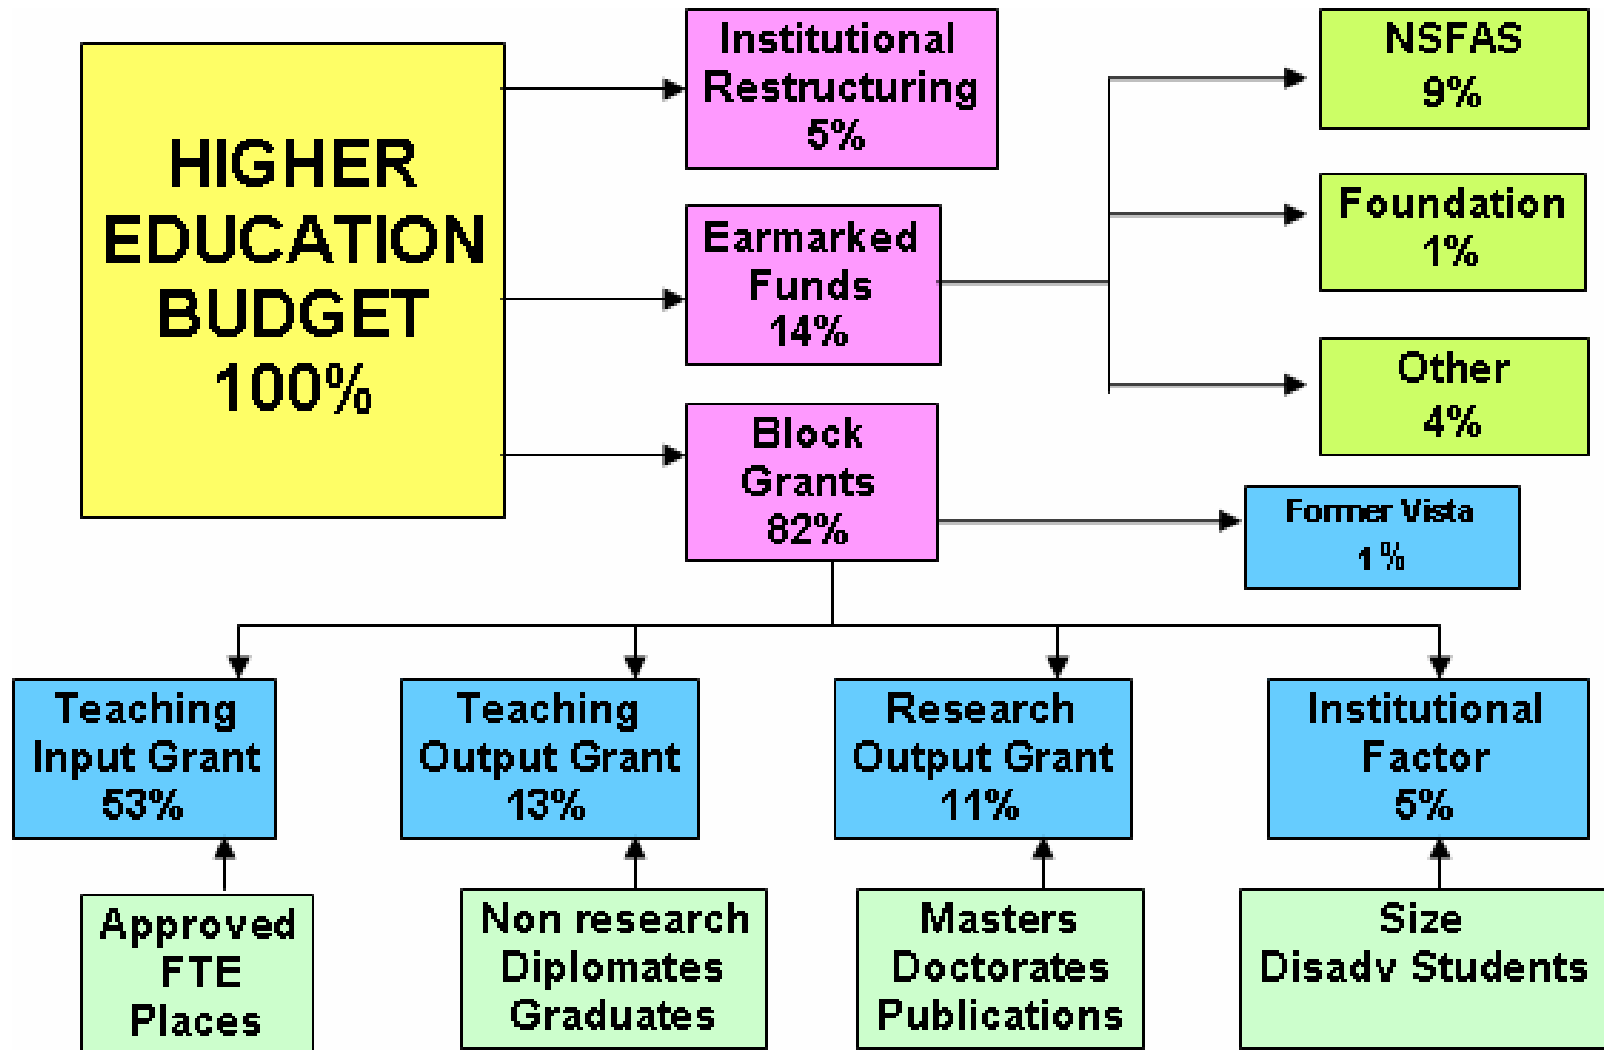 HIGHER
EDUCATION
BUDGET
100%
Institutional
Restructuring
5%
Earmarked
Funds
14%
Block
Grants
82%
NSFAS
9%
Foundation
1%
Other
4%
Former Vista
1%
Teaching
Input Grant
53%
Teaching
Output Grant
13%
Research
Output Grant
11%
Institutional
Factor
5%
Approved
FTE
Places
Non research
Diplomates
Graduates
Masters
Doctorates
Publications
Size
Disadv Students